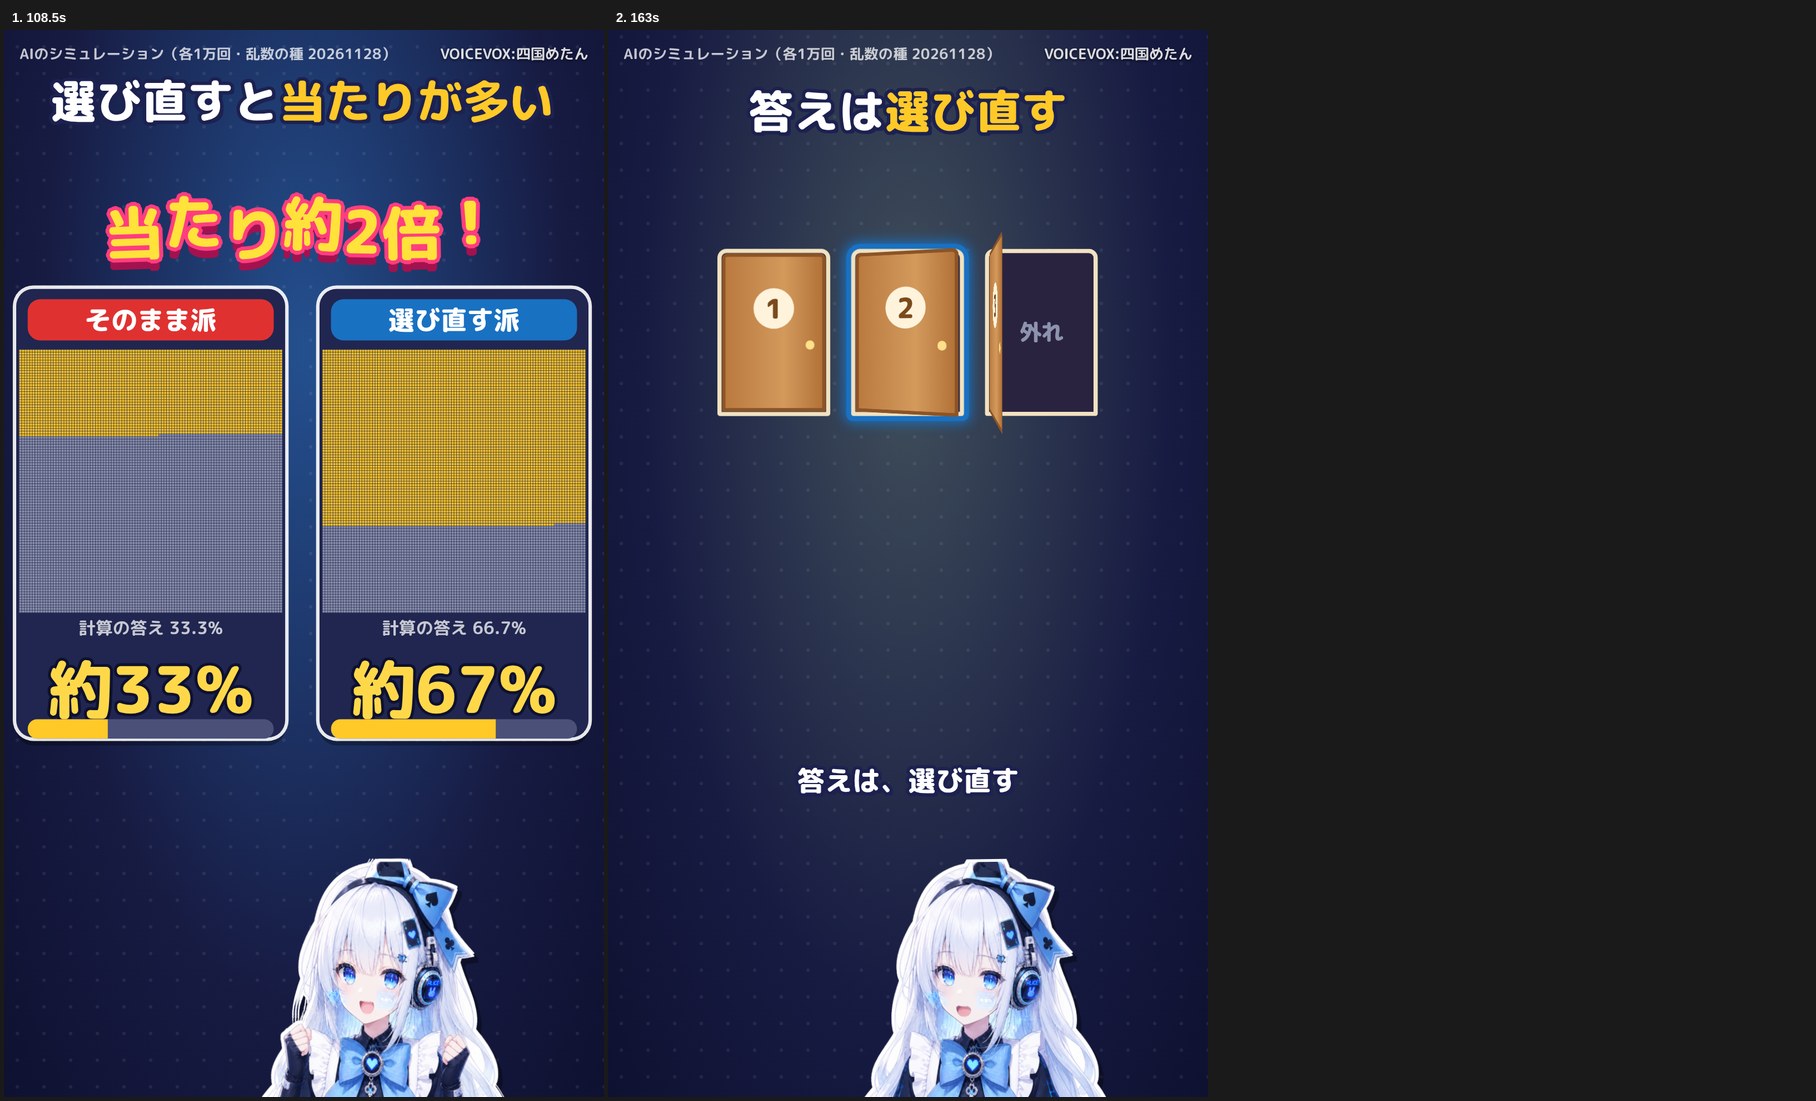 1. 108.5s
AIのシミュレーション（各1万回・乱数の種 20261128）
VOICEVOX:四国めたん
選び直すと当たりが多い
当たり約2倍！
そのまま派
選び直す派
計算の答え 33.3%
計算の答え 66.7%
約33%
約67%
2. 163s
AIのシミュレーション（各1万回・乱数の種 20261128）
VOICEVOX:四国めたん
答えは選び直す
1
2
3
外れ
答えは、選び直す